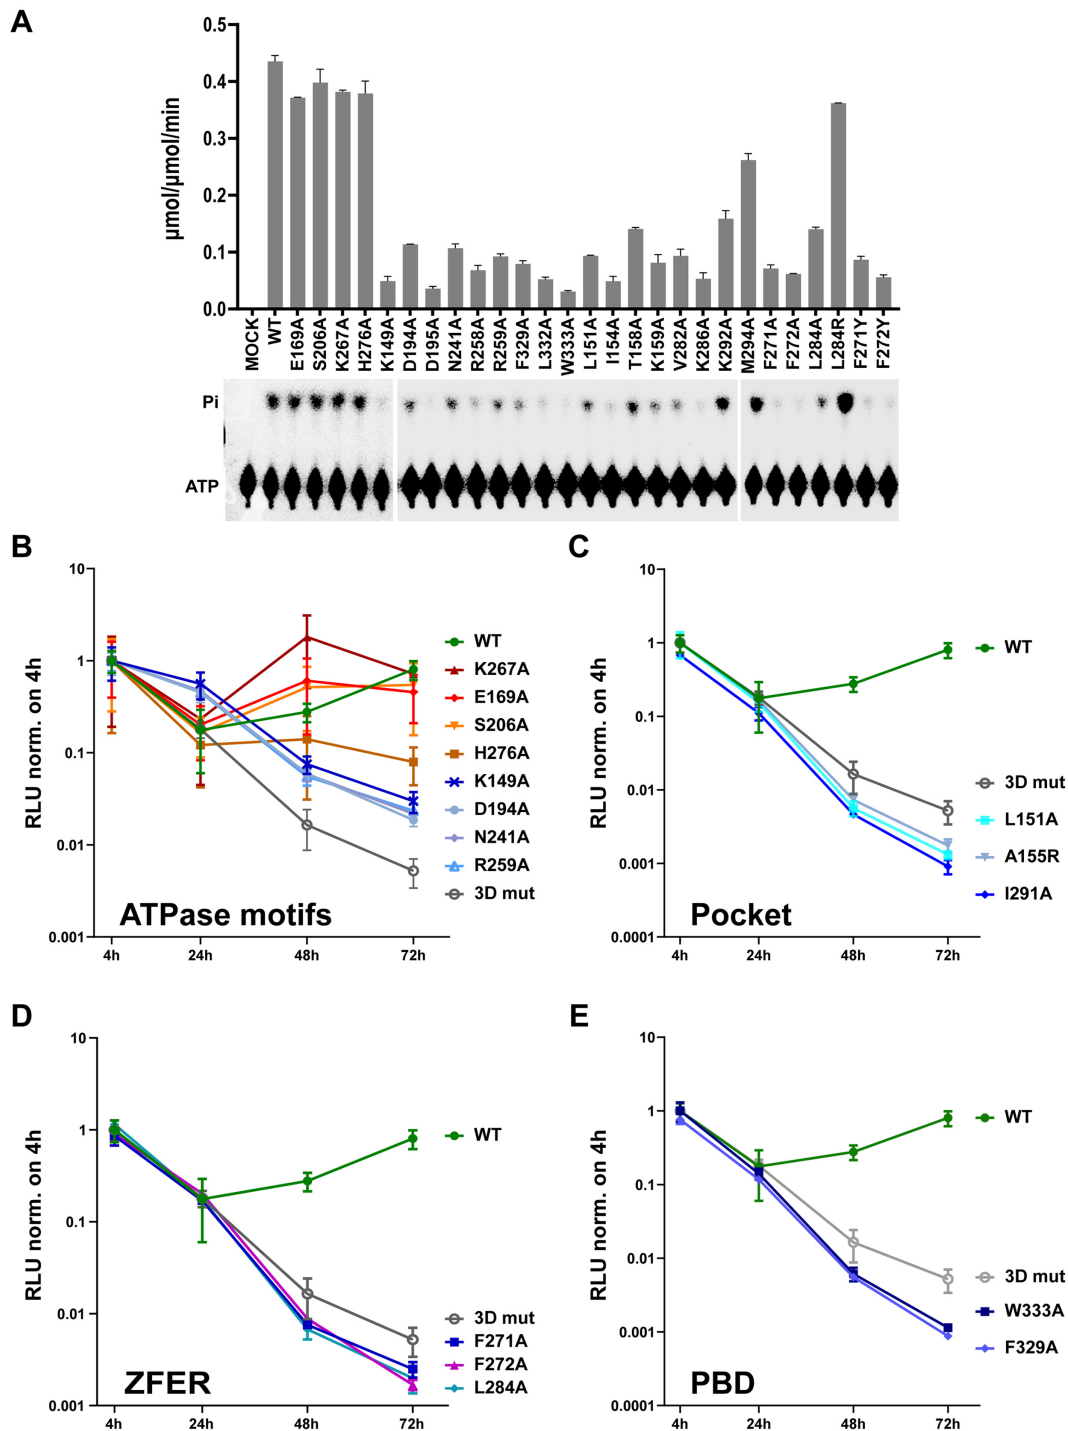 A
µmol/µmol/min
0.5
0.4
0.3
0.2
0.1
0.0
MOCK
WT
E169A
S206A
K267A
H276A
K149A
D194A
D195A
N241A
R258A
R259A
F329A
L332A
W333A
L151A
I154A
T158A
K159A
V282A
K286A
K292A
M294A
F271A
F272A
L284A
L284R
F271Y
F272Y
Pi
ATP
B
RLU norm. on 4h
10
1
0.1
0.01
0.001
4h 24h 48h 72h
ATPase motifs
WT
K267A
E169A
S206A
H276A
K149A
D194A
N241A
R259A
3D mut
C
RLU norm. on 4h
10
1
0.1
0.01
0.001
0.0001
4h 24h 48h 72h
Pocket
WT
3D mut
L151A
A155R
I291A
D
RLU norm. on 4h
10
1
0.1
0.01
0.001
4h 24h 48h 72h
ZFER
WT
3D mut
F271A
F272A
L284A
E
RLU norm. on 4h
10
1
0.1
0.01
0.001
0.0001
4h 24h 48h 72h
PBD
WT
3D mut
W333A
F329A